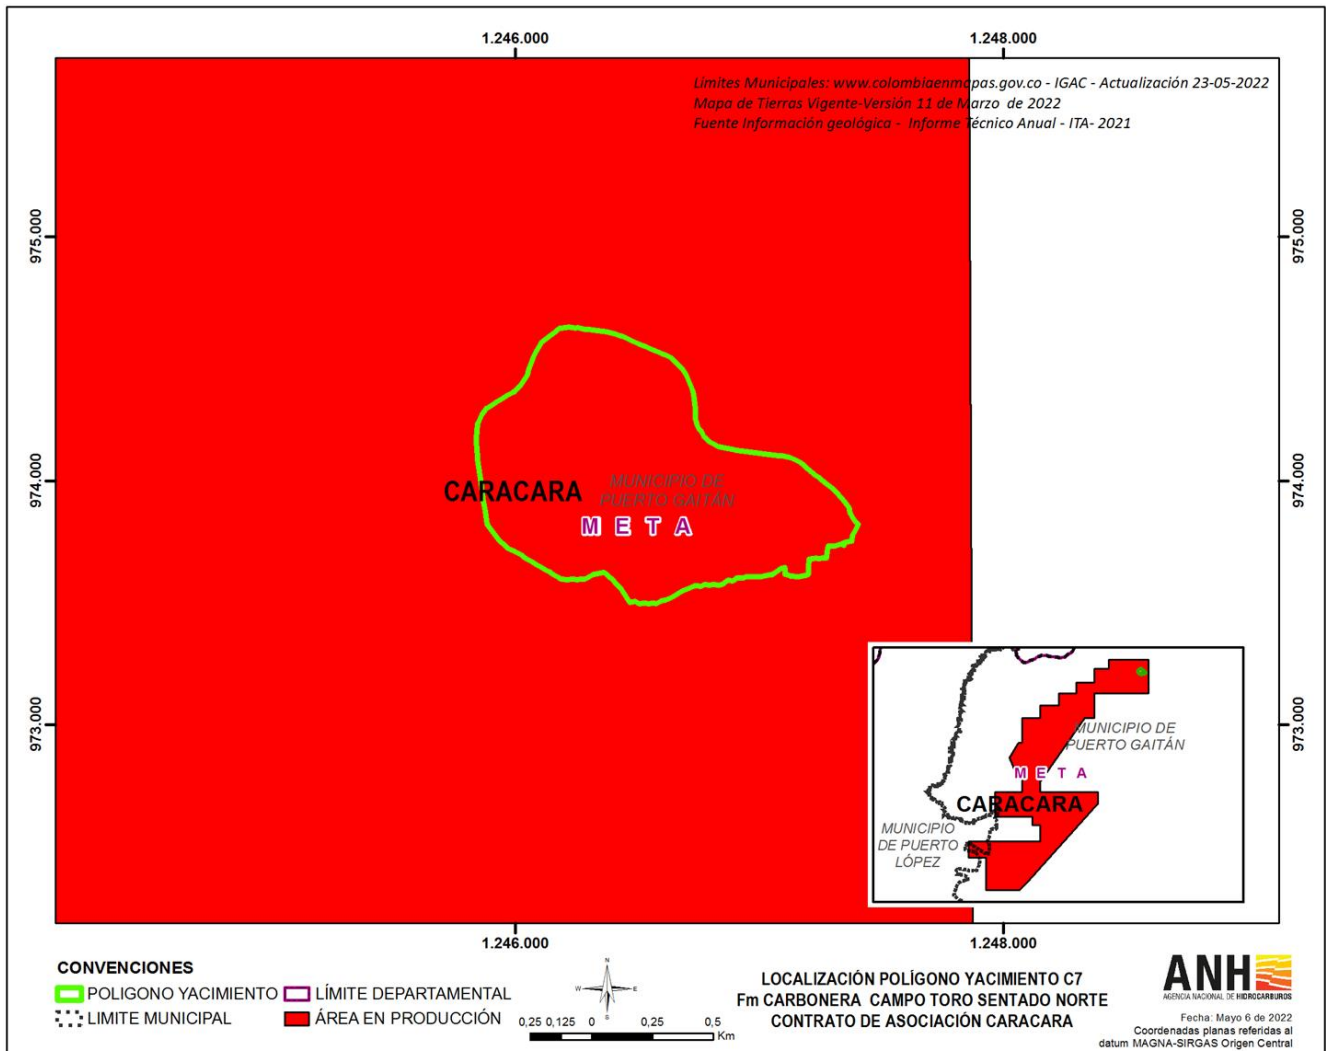 1.246.000
1.248.000
Limites Municipales: www.colombiaenmapas.gov.co - IGAC - Actualización 23-05-2022
Mapa de Tierras Vigente-Versión 11 de Marzo de 2022
Fuente Información geológica - Informe Técnico Anual - ITA- 2021
975.000
975.000
974.000
974.000
CARACARA
MUNICIPIO DE
PUERTO GAITÁN
META
973.000
973.000
MUNICIPIO DE
PUERTO GAITÁN
META
CARACARA
MUNICIPIO
DE PUERTO
LÓPEZ
1.246.000
1.248.000
CONVENCIONES
POLIGONO YACIMIENTO
LÍMITE DEPARTAMENTAL
LIMITE MUNICIPAL
ÁREA EN PRODUCCIÓN
N
W
E
S
0,25 0,125 0 0,25 0,5
Km
LOCALIZACIÓN POLÍGONO YACIMIENTO C7
Fm CARBONERA CAMPO TORO SENTADO NORTE
CONTRATO DE ASOCIACIÓN CARACARA
ANH
AGENCIA NACIONAL DE HIDROCARBUROS
Fecha: Mayo 6 de 2022
Coordenadas planas referidas al
datum MAGNA-SIRGAS Origen Central